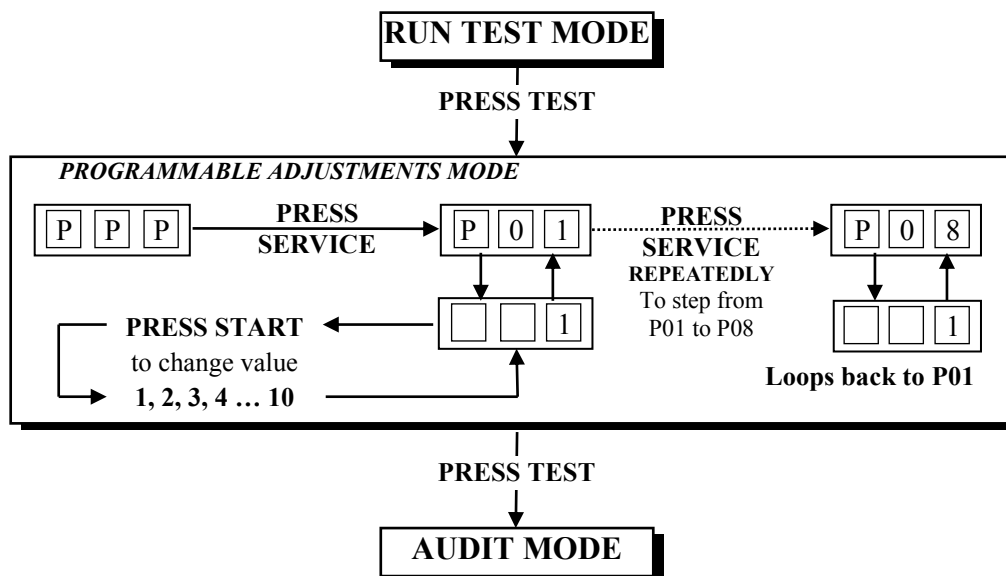 RUN TEST MODE
PRESS TEST
PROGRAMMABLE ADJUSTMENTS MODE
P P P
PRESS
SERVICE
P 0 1
PRESS
SERVICE
REPEATEDLY
To step from
P01 to P08
P 0 8
1
PRESS START
to change value
1, 2, 3, 4 … 10
1
Loops back to P01
PRESS TEST
AUDIT MODE